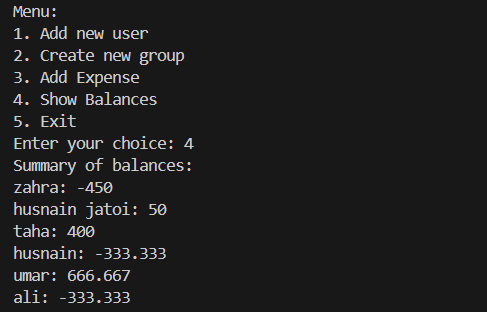 Menu:
1. Add new user
2. Create new group
3. Add Expense
4. Show Balances
5. Exit
Enter your choice: 4
Summary of balances:
zahra: -450
husnain jatoi: 50
taha: 400
husnain: -333.333
umar: 666.667
ali: -333.333